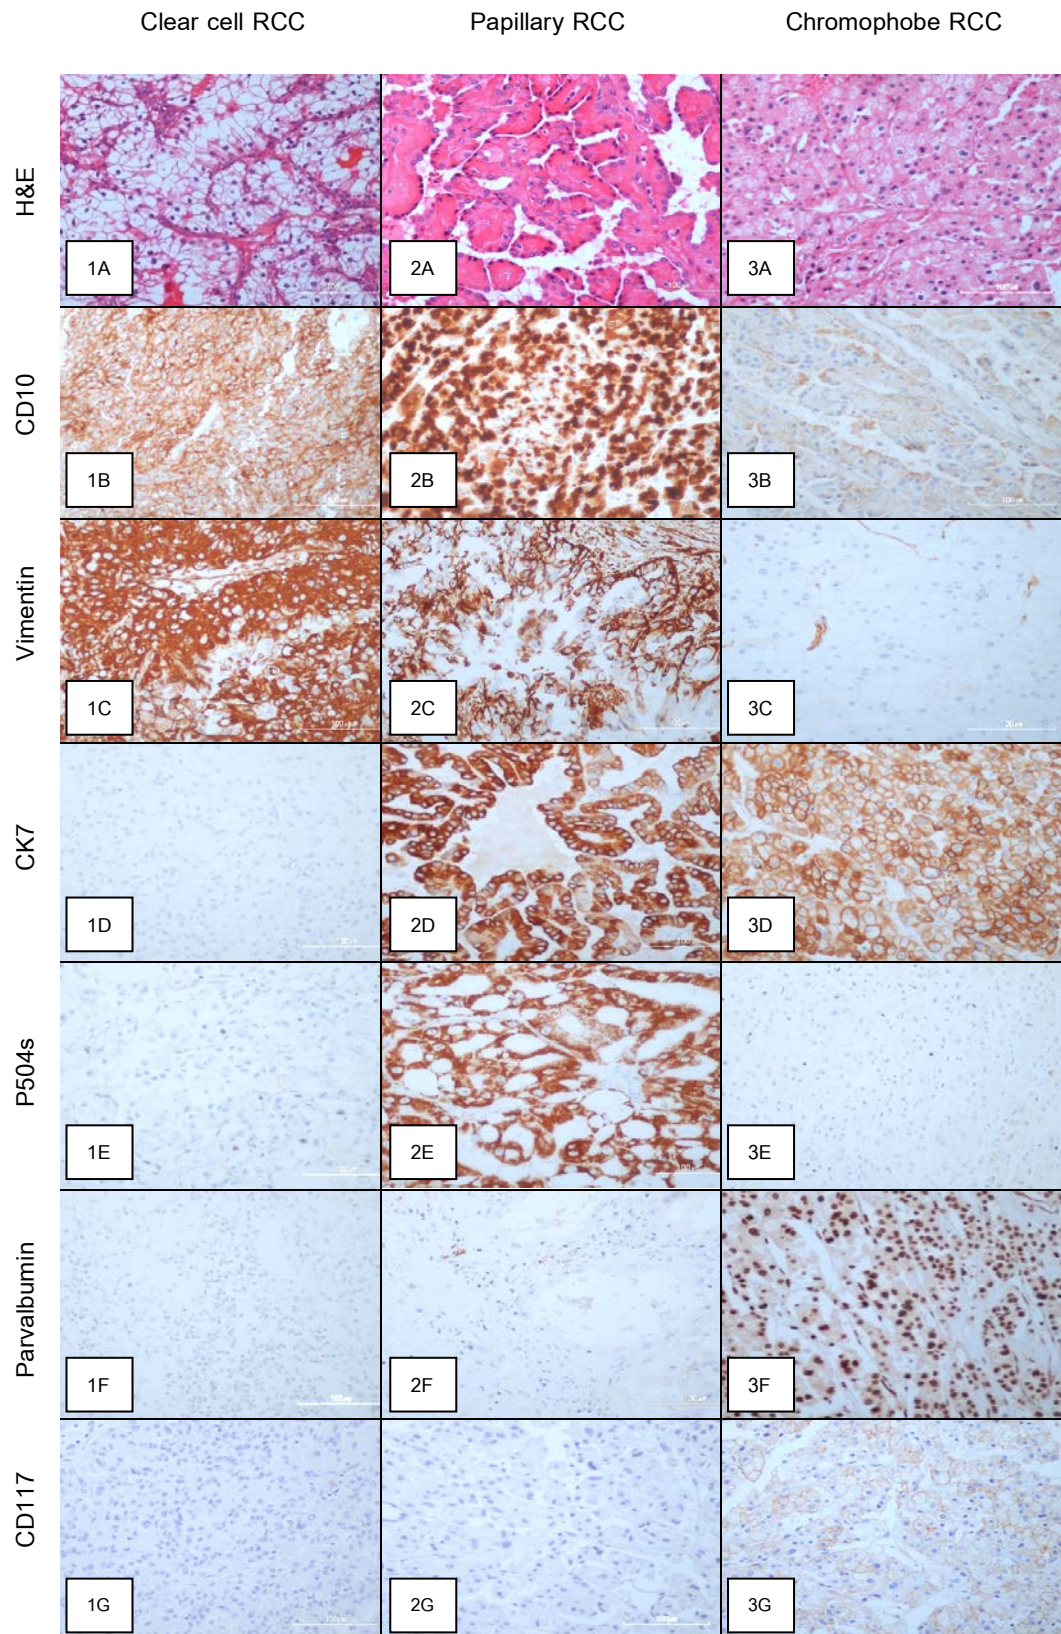 Clear cell RCC Papillary RCC Chromophobe RCC
H&E
1A 2A 3A
CD10
1B 2B 3B
Vimentin
1C 2C 3C
CK7
1D 2D 3D
P504s
1E 2E 3E
Parvalbumin
1F 2F 3F
CD117
1G 2G 3G